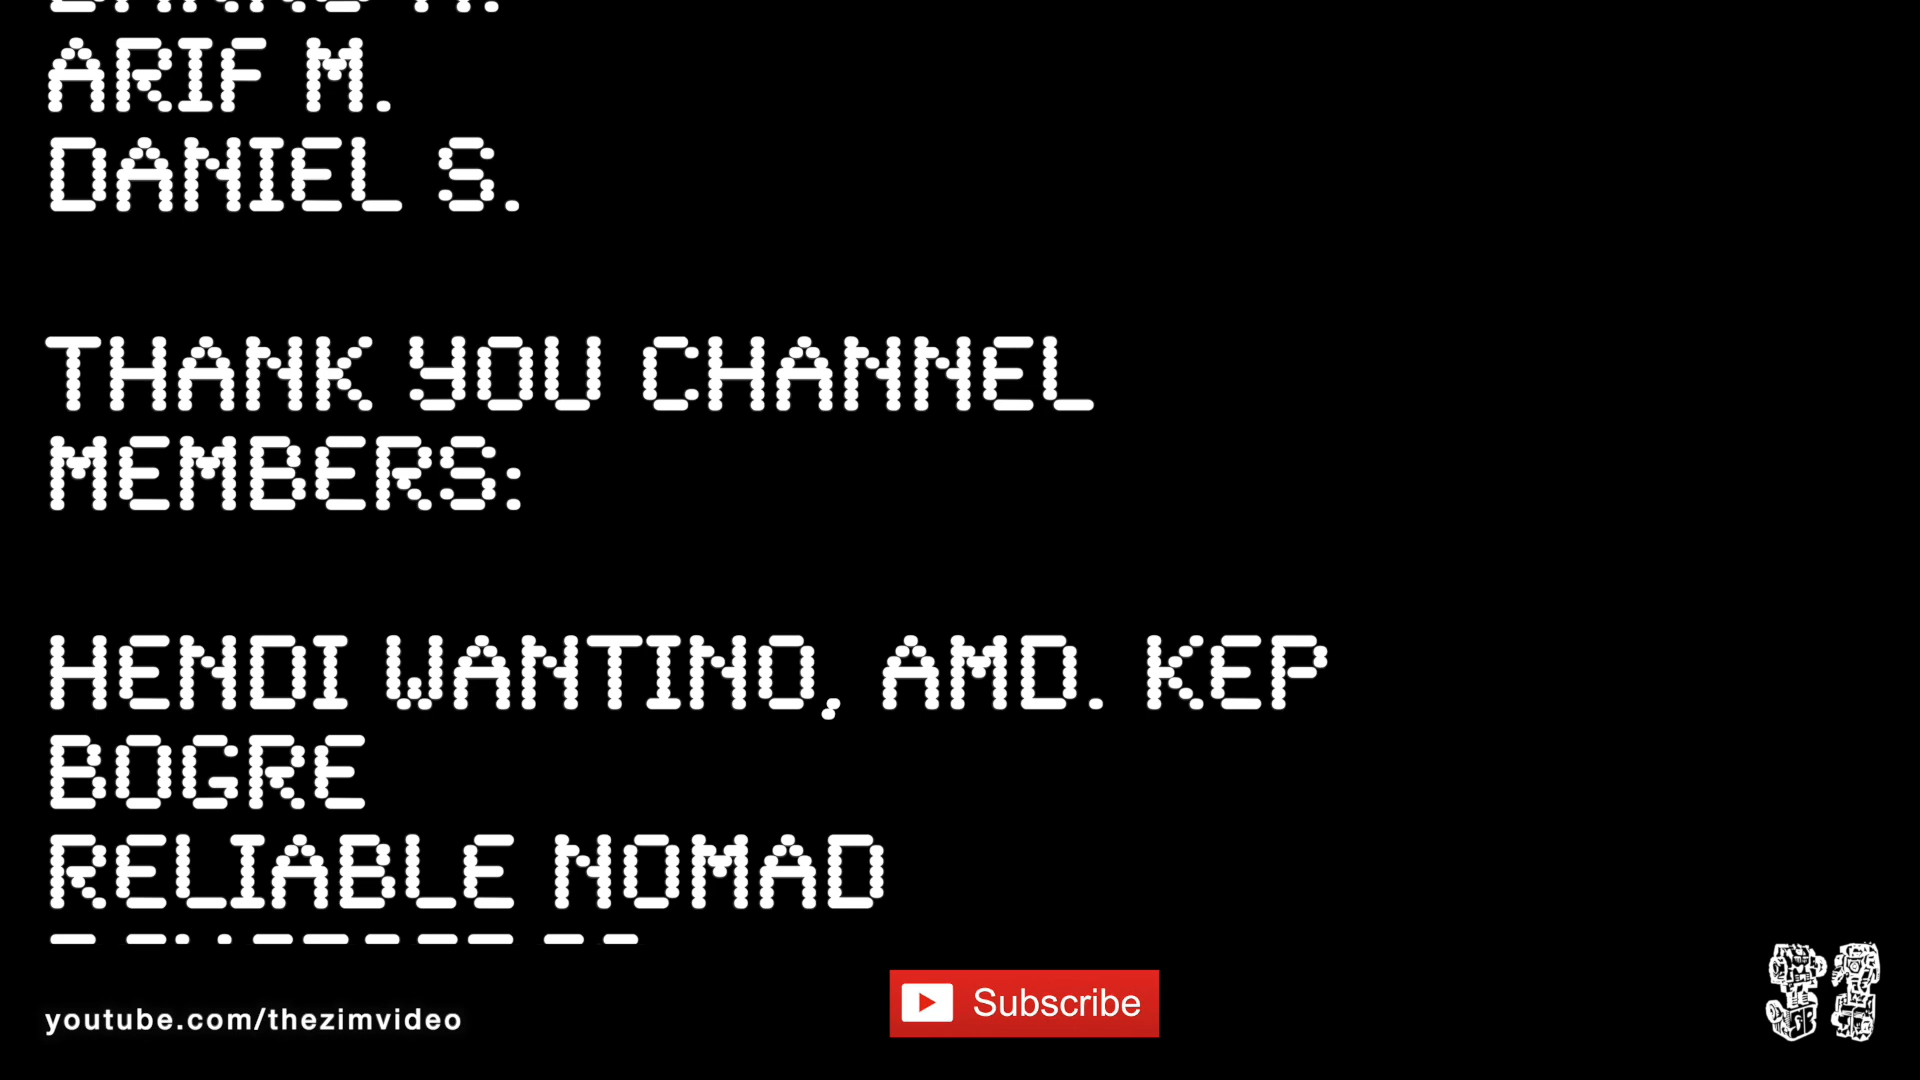 ARIF M.
DANIEL S.
THANK YOU CHANNEL
MEMBERS:
HENDI WANTINO, AMD. KEP
BOGRE
RELIABLE NOMAD
youtube.com/thezimvideo
Subscribe